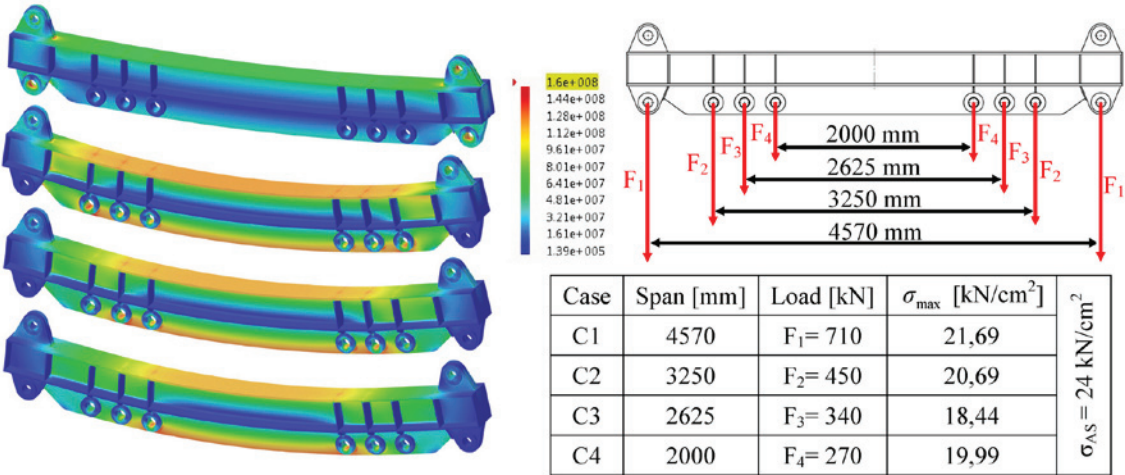 1.6e+008
1.44e+008
1.28e+008
1.12e+008
9.61e+007
8.01e+007
6.41e+007
4.81e+007
3.21e+007
1.61e+007
1.39e+005
F1
F2
F3
F4
F4
F3
F2
F1
2000 mm
2625 mm
3250 mm
4570 mm
Case Span [mm] Load [kN] σmax [kN/cm²]
C1 4570 F1= 710 21,69
C2 3250 F2= 450 20,69
C3 2625 F3= 340 18,44
C4 2000 F4= 270 19,99
σAS = 24 kN/cm²